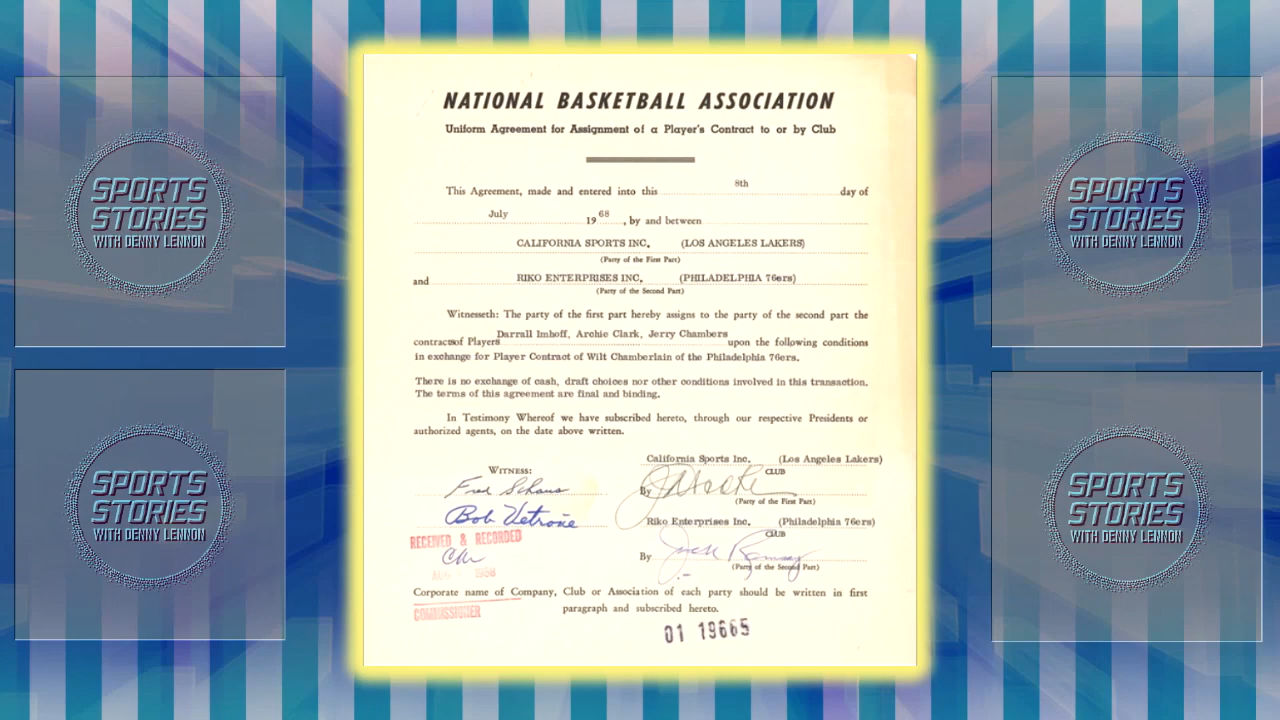 NATIONAL BASKETBALL ASSOCIATION
Uniform Agreement for Assignment of a Player's Contract to or by Club
This Agreement, made and entered into this 8th day of
July 19 68, by and between
CALIFORNIA SPORTS INC. (LOS ANGELES LAKERS)
(Party of the First Part)
and RIKO ENTERPRISES INC. (PHILADELPHIA 76ers)
(Party of the Second Part)
Witnesseth: The party of the first part hereby assigns to the party of the second part the
Darrall Imhoff, Archie Clark, Jerry Chambers
contracts of Players upon the following conditions
in exchange for Player Contract of Wilt Chamberlain of the Philadelphia 76ers.
There is no exchange of cash, draft choices nor other conditions involved in this transaction.
The terms of this agreement are final and binding.
In Testimony Whereof we have subscribed hereto, through our respective Presidents or
authorized agents, on the date above written.
California Sports Inc. (Los Angeles Lakers)
WITNESS: CLUB
Fred Schaus By
(Party of the First Part)
Bob Vetrone Riko Enterprises Inc. (Philadelphia 76ers)
CLUB
RECEIVED & RECORDED
By Jack Ramsay
(Party of the Second Part)
AUG 1968
Corporate name of Company, Club or Association of each party should be written in first
COMMISSIONER paragraph and subscribed hereto.
01 19665
SPORTS
STORIES
WITH DENNY LENNON
SPORTS
STORIES
WITH DENNY LENNON
SPORTS
STORIES
WITH DENNY LENNON
SPORTS
STORIES
WITH DENNY LENNON